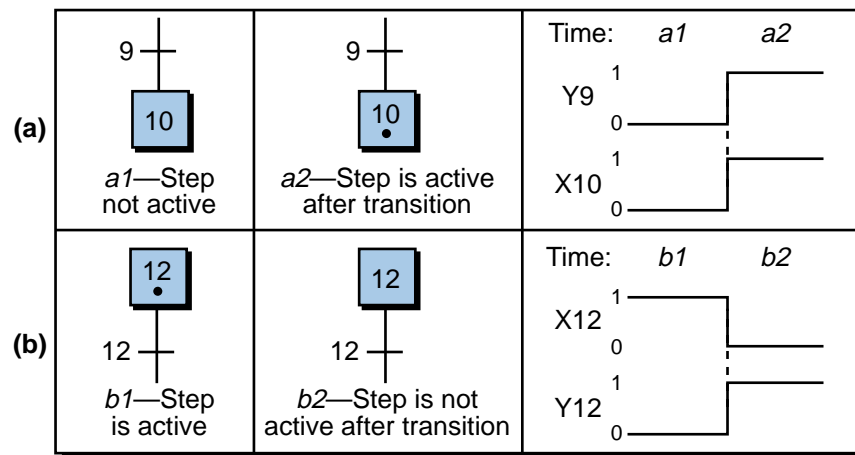 (a)
9
10
a1—Step
not active
9
10
a2—Step is active
after transition
Time: a1 a2
1
Y9
0
1
X10
0
(b)
12
12
b1—Step
is active
12
12
b2—Step is not
active after transition
Time: b1 b2
1
X12
0
1
Y12
0